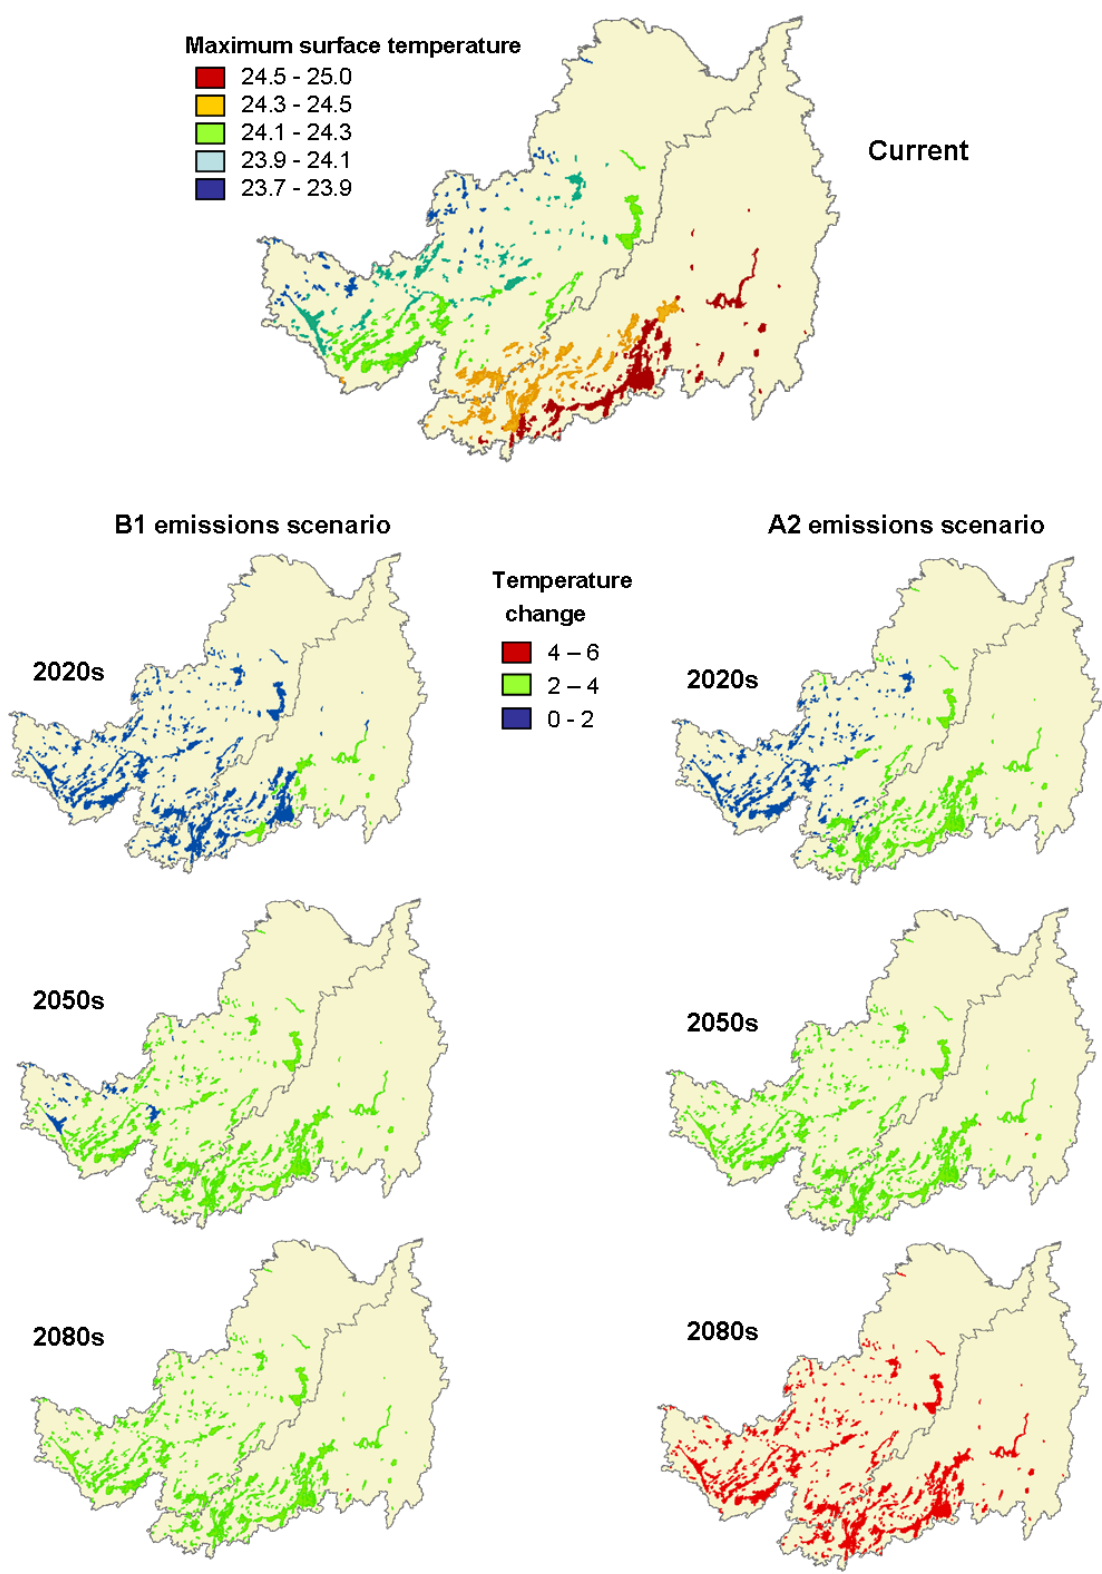 Maximum surface temperature
24.5 - 25.0
24.3 - 24.5
24.1 - 24.3
23.9 - 24.1
23.7 - 23.9
Current
B1 emissions scenario
A2 emissions scenario
Temperature
change
4 – 6
2 – 4
0 - 2
2020s
2020s
2050s
2050s
2080s
2080s